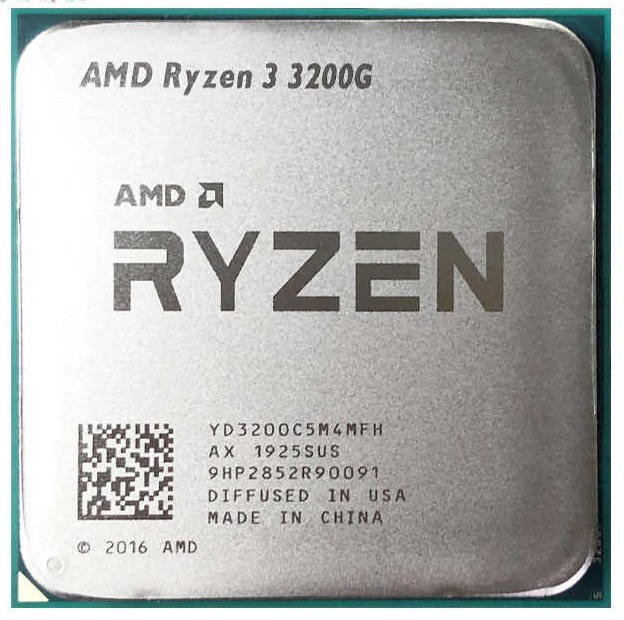 AMD Ryzen 3 3200G
AMD
RYZEN
YD3200C5M4MFH
AX 1925SUS
9HP2852R90091
DIFFUSED IN USA
MADE IN CHINA
© 2016 AMD